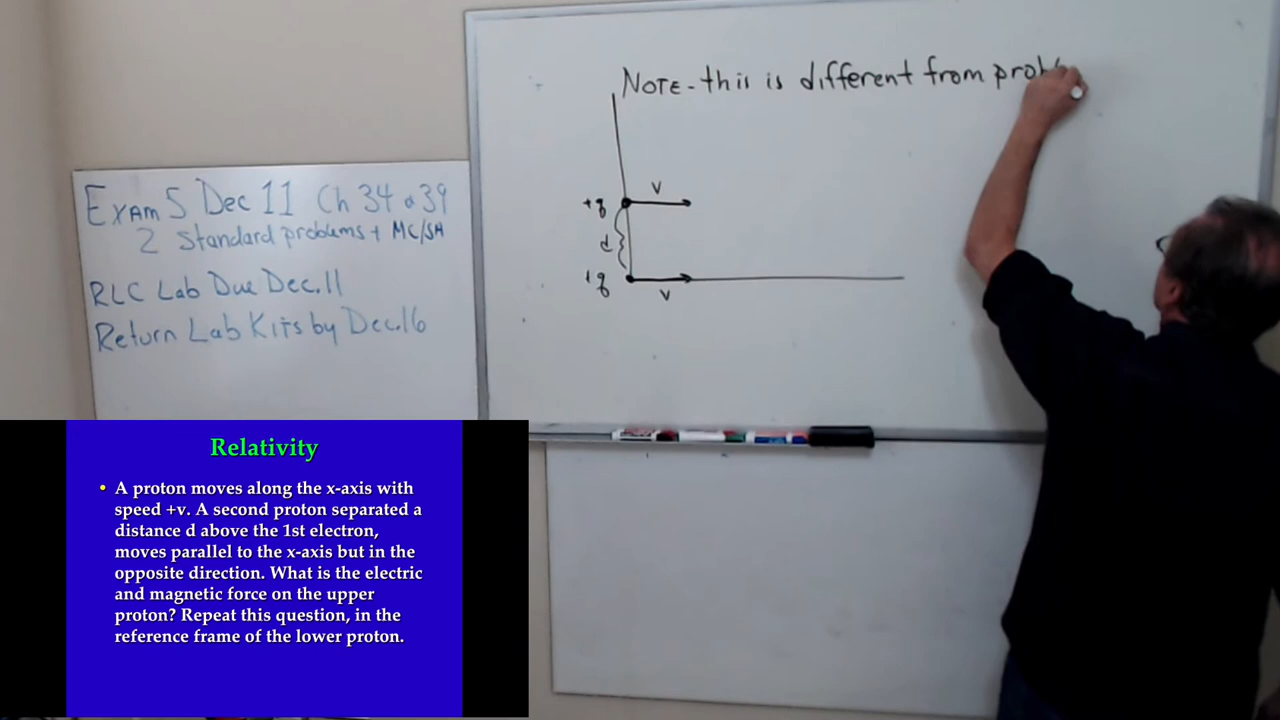 NOTE - this is different from prob
v
+q
d
+q
v
Exam 5 Dec 11 Ch 34 & 39
2 Standard problems + MC/SA
RLC Lab Due Dec. 11
Return Lab Kits by Dec. 16
Relativity
• A proton moves along the x-axis with
speed +v. A second proton separated a
distance d above the 1st electron,
moves parallel to the x-axis but in the
opposite direction. What is the electric
and magnetic force on the upper
proton? Repeat this question, in the
reference frame of the lower proton.